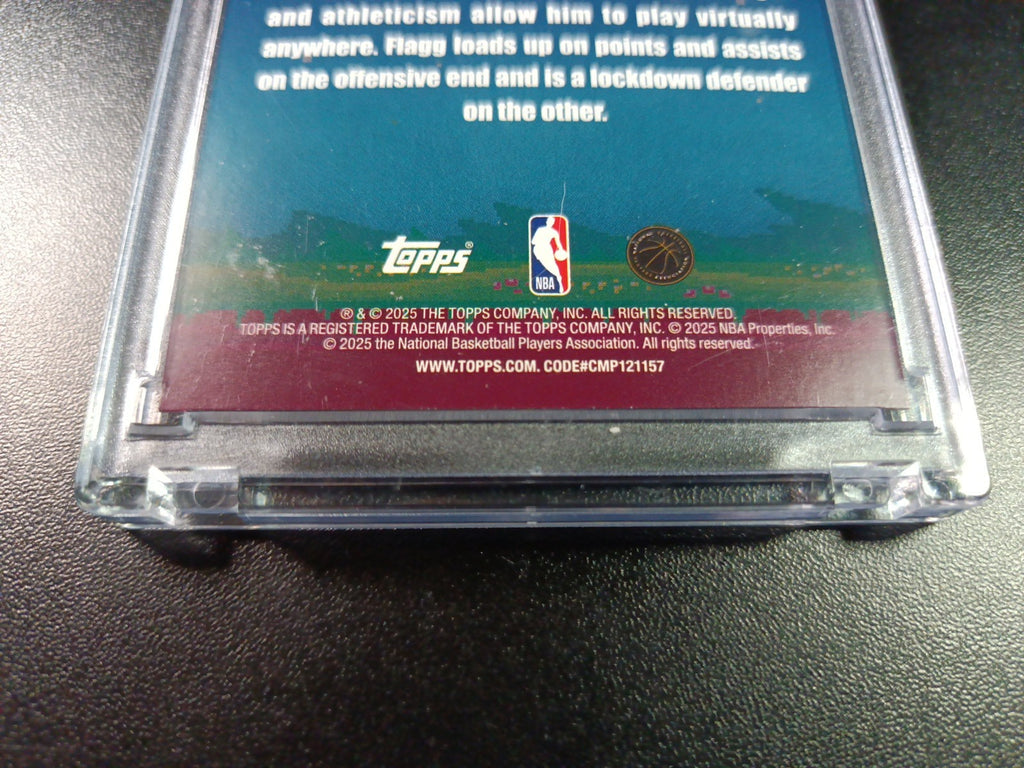 and athleticism allow him to play virtually
anywhere. Flagg loads up on points and assists
on the offensive end and is a lockdown defender
on the other.
topps®
NBA
® & © 2025 THE TOPPS COMPANY, INC. ALL RIGHTS RESERVED.
TOPPS IS A REGISTERED TRADEMARK OF THE TOPPS COMPANY, INC. © 2025 NBA Properties, Inc.
© 2025 the National Basketball Players Association. All rights reserved.
WWW.TOPPS.COM. CODE#CMP121157